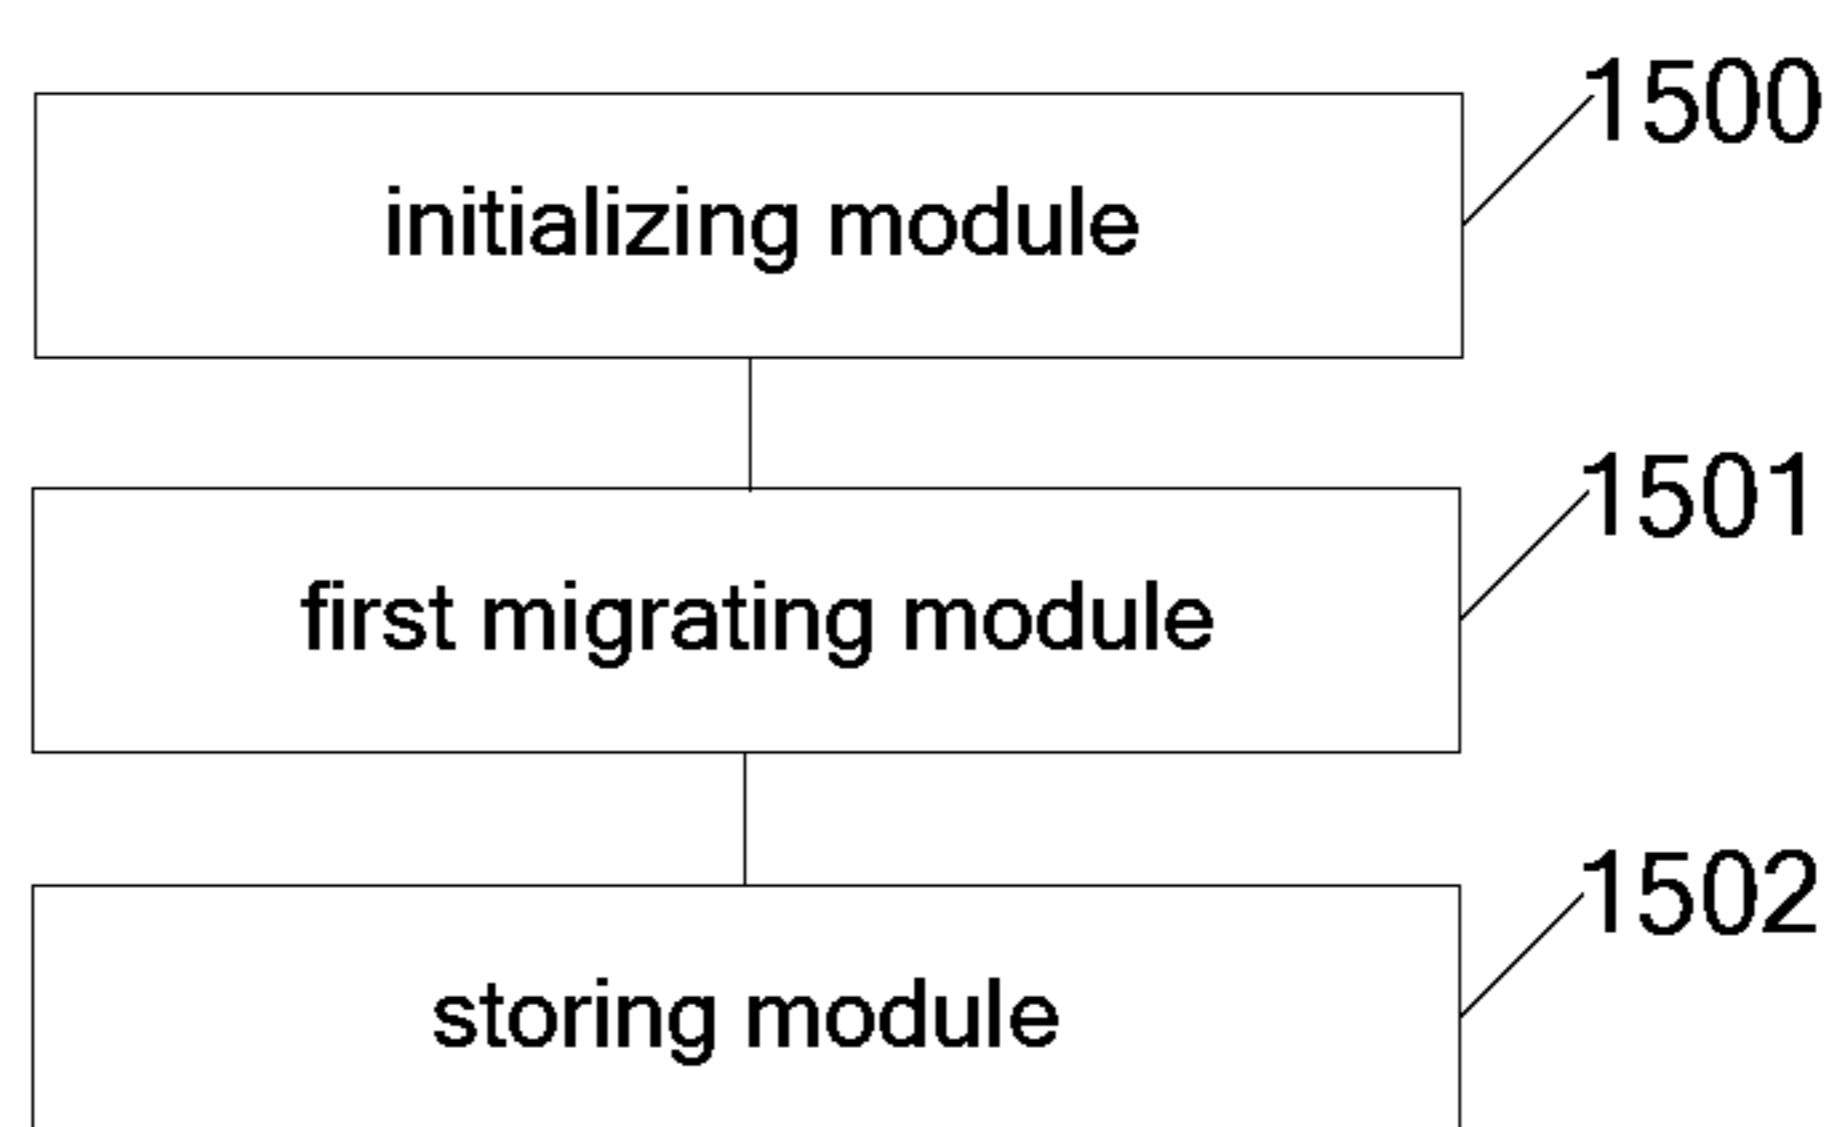 1500
initializing module
1501
first migrating module
1502
storing module